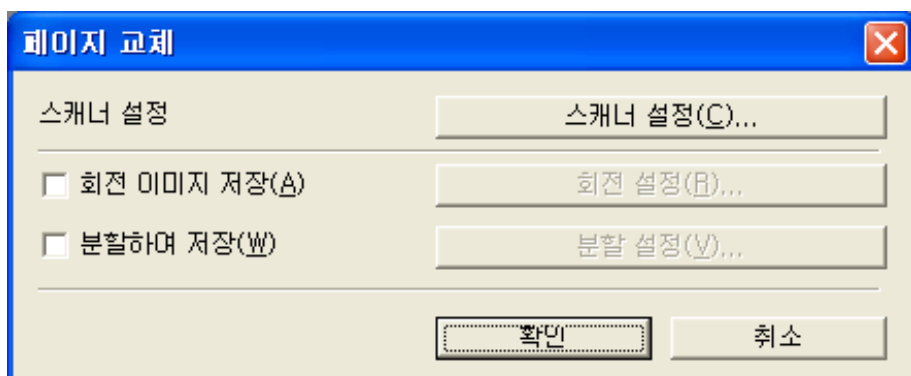 페이지 교체
스캐너 설정 스캐너 설정(C)...
회전 이미지 저장(A) 회전 설정(R)...
분할하여 저장(W) 분할 설정(V)...
확인 취소